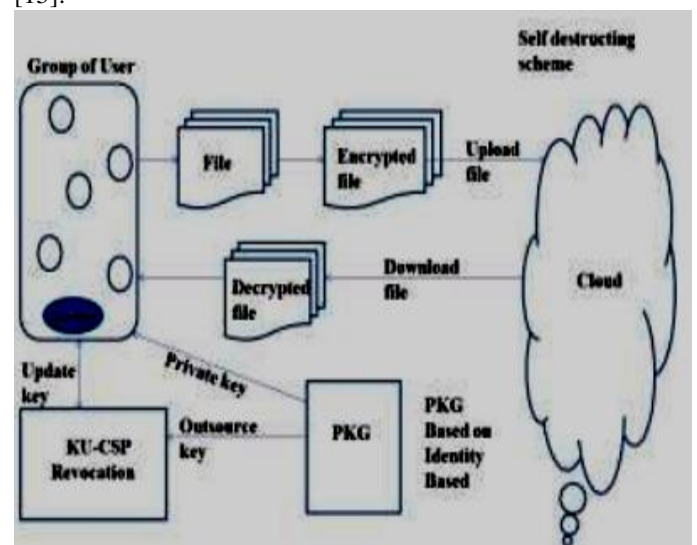 [15].
Self destructing
scheme
Group of User
File
Encrypted
file
Upload
file
Decrypted
file
Download
file
Cloud
Update
key
Private key
Outsource
key
KU-CSP
Revocation
PKG
PKG
Based on
Identity
Based